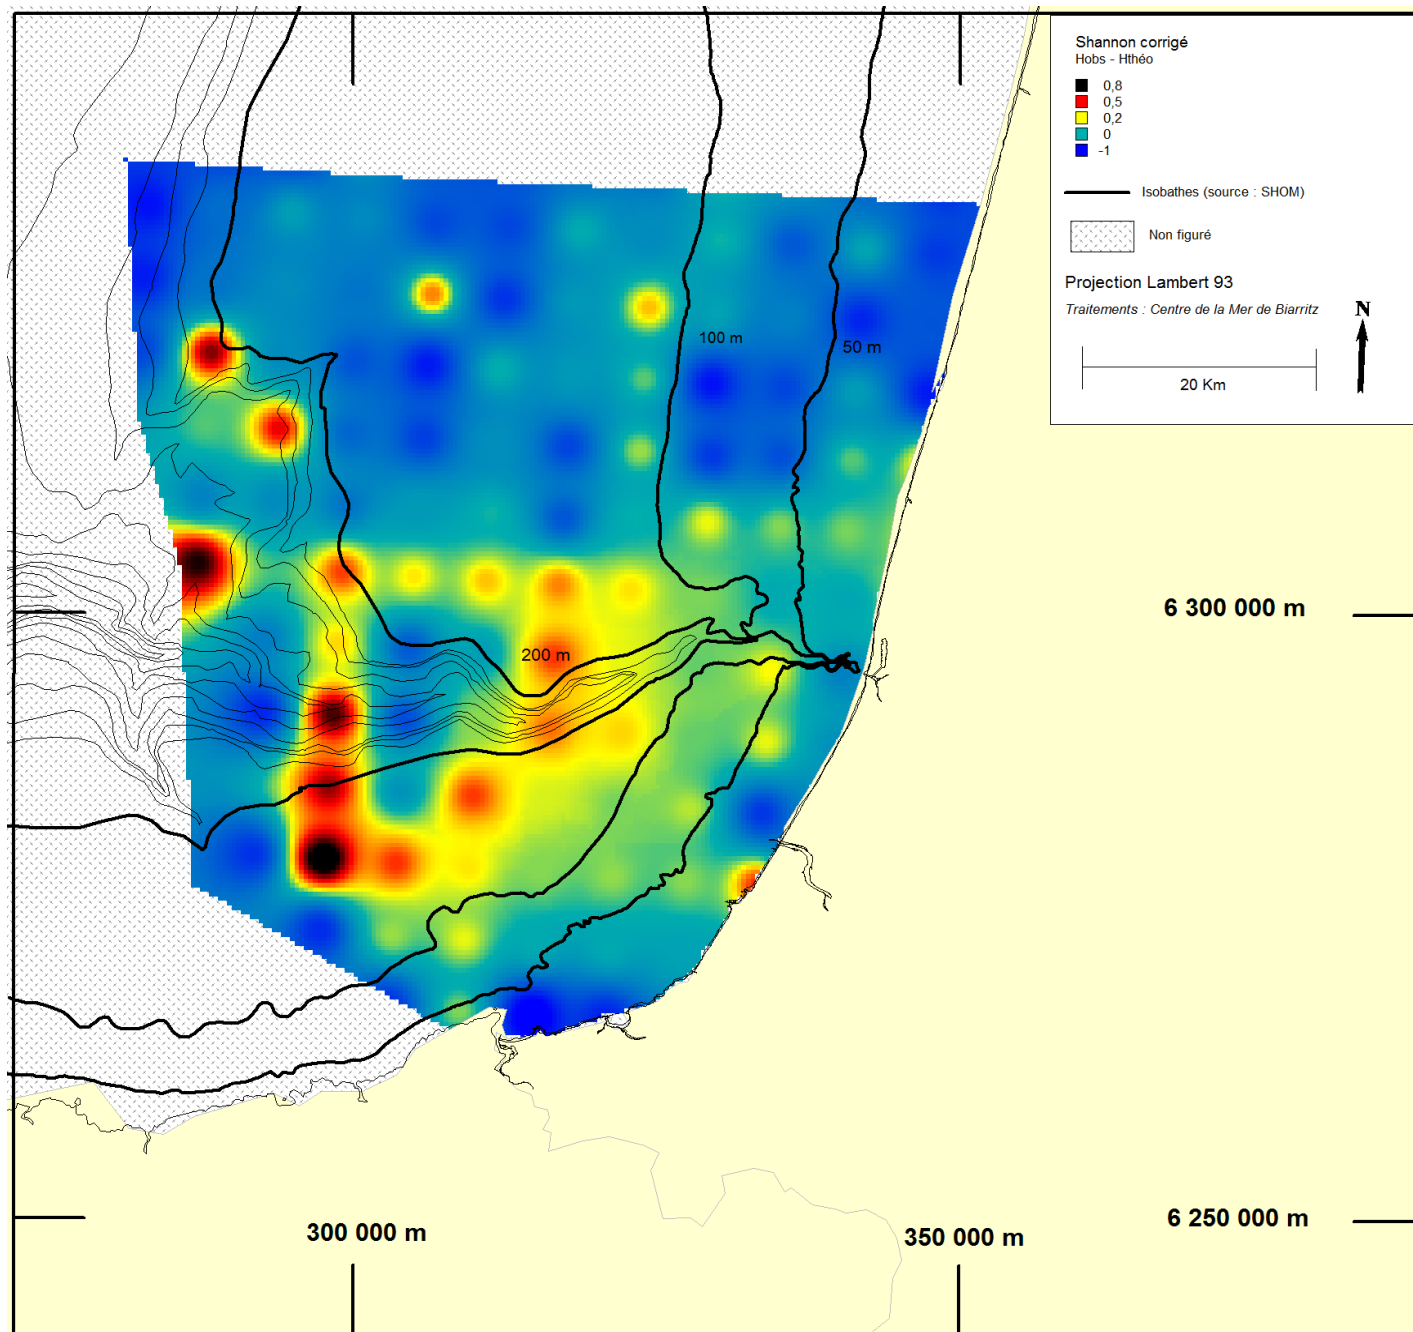 Shannon corrigé
Hobs - Hthéo
0,8
0,5
0,2
0
-1
Isobathes (source : SHOM)
Non figuré
Projection Lambert 93
Traitements : Centre de la Mer de Biarritz
N
20 Km
100 m
50 m
200 m
6 300 000 m
6 250 000 m
300 000 m
350 000 m